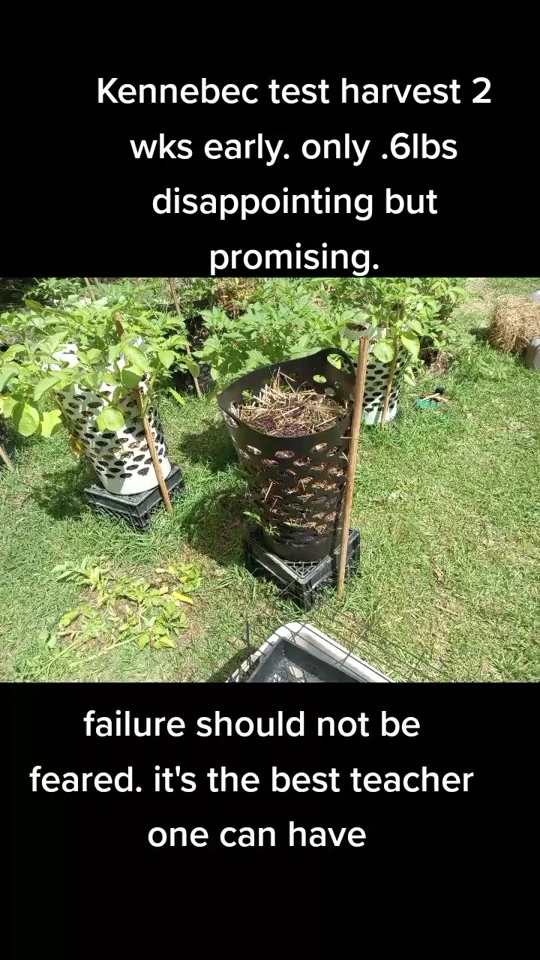 Kennebec test harvest 2
wks early. only .6lbs
disappointing but
promising.
failure should not be
feared. it's the best teacher
one can have